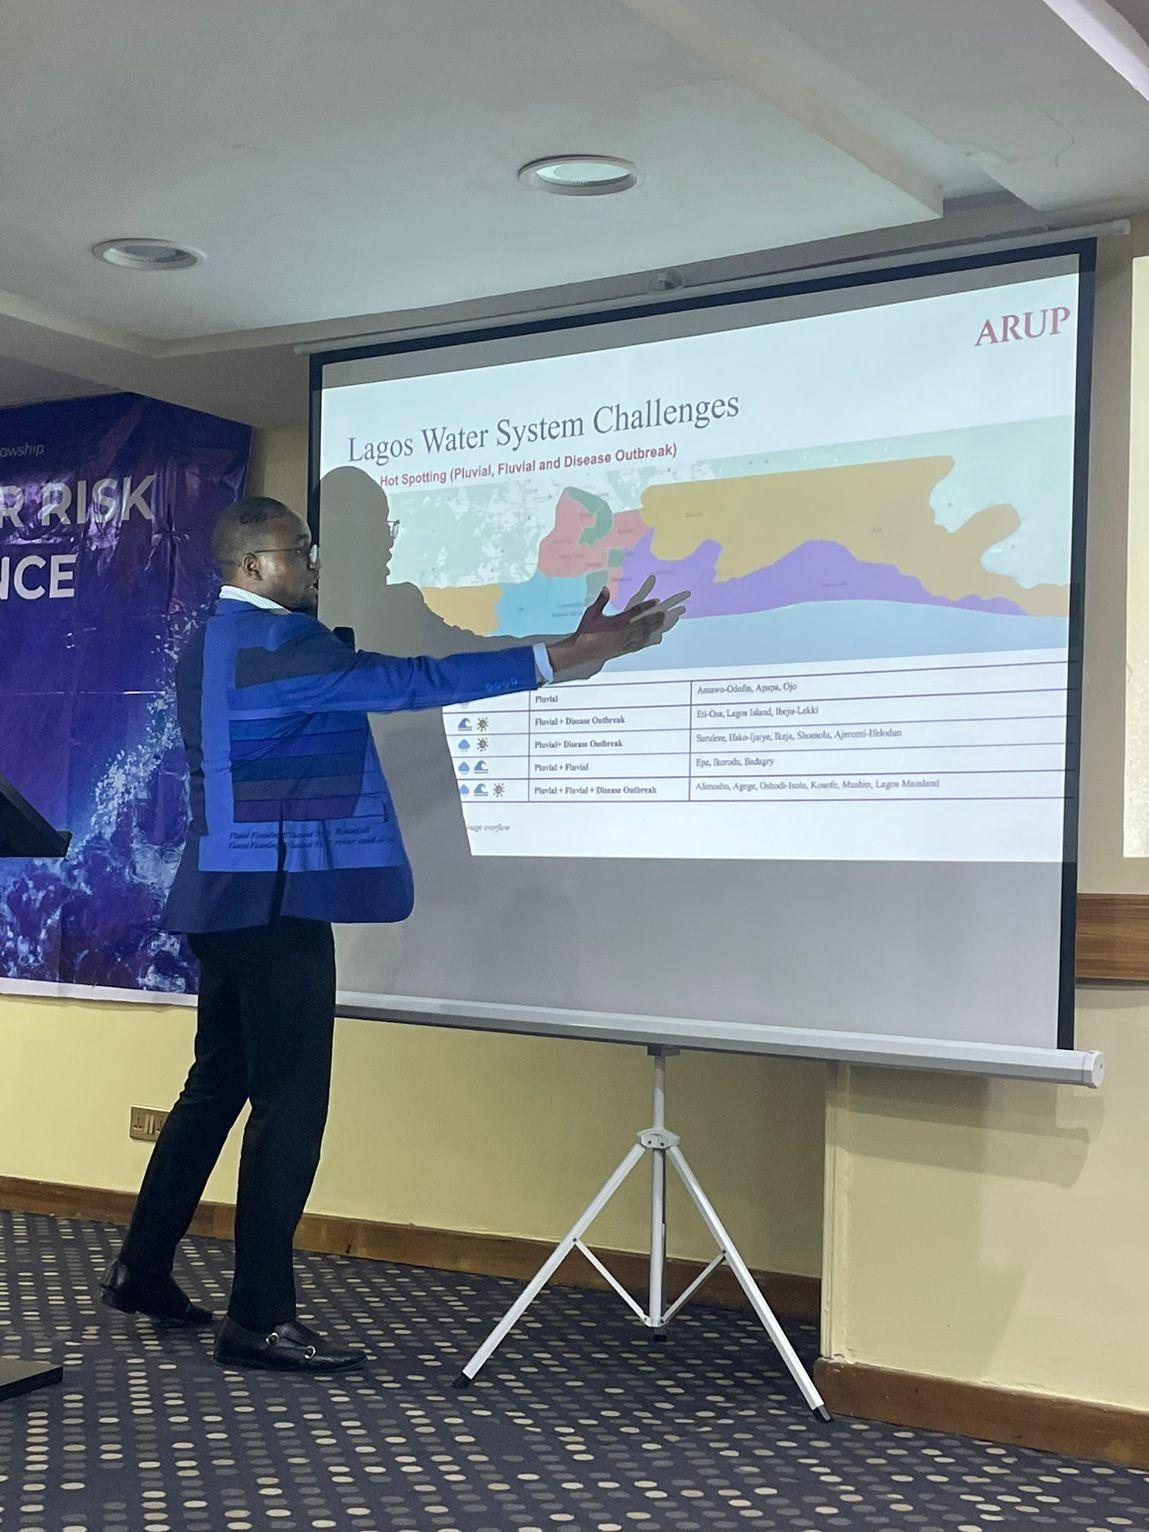 ARUP
Lagos Water System Challenges
Hot Spotting (Pluvial, Fluvial and Disease Outbreak)
owship
R RISK
NCE
Pluvial
Amuwo-Odofin, Apapa, Ojo
Fluvial + Disease Outbreak
Eti-Osa, Lagos Island, Ibeju-Lekki
Pluvial+ Disease Outbreak
Surulere, Ifako-Ijaiye, Ikeja, Shomolu, Ajeromi-Ifelodun
Pluvial + Fluvial
Epe, Ikorodu, Badagry
Pluvial + Fluvial + Disease Outbreak
Alimosho, Agege, Oshodi-Isolo, Kosofe, Mushin, Lagos Mainland
overflow